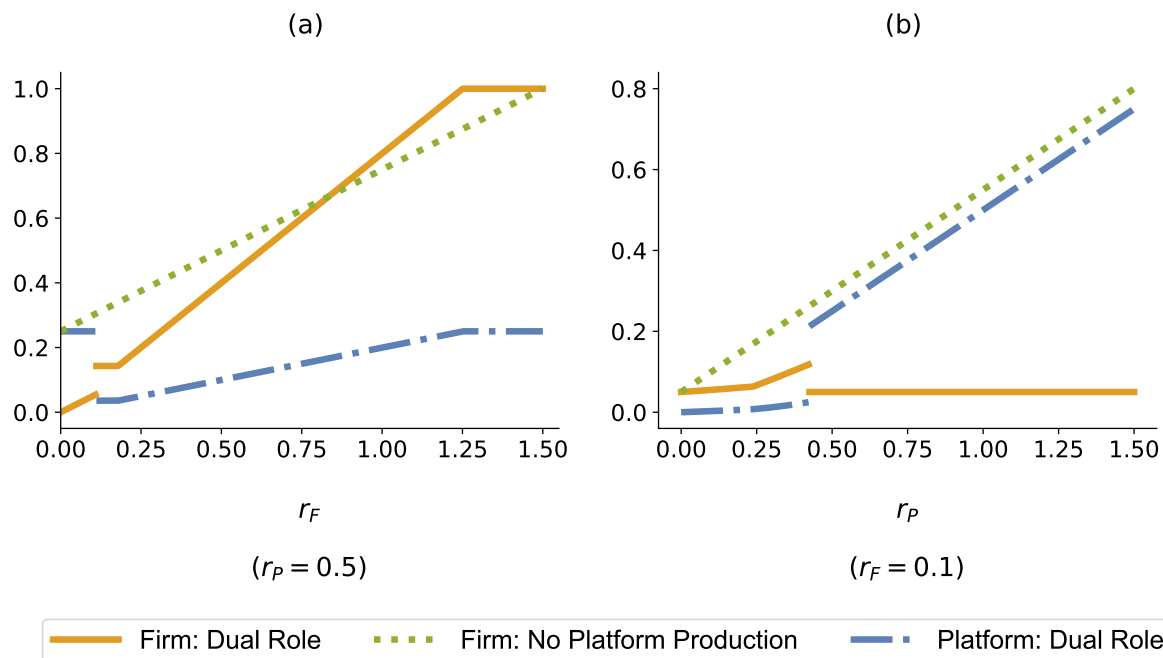 (a)
1.0
0.8
0.6
0.4
0.2
0.0
0.00 0.25 0.50 0.75 1.00 1.25 1.50
r_F
(r_P = 0.5)
(b)
0.8
0.6
0.4
0.2
0.0
0.00 0.25 0.50 0.75 1.00 1.25 1.50
r_P
(r_F = 0.1)
Firm: Dual Role Firm: No Platform Production Platform: Dual Role